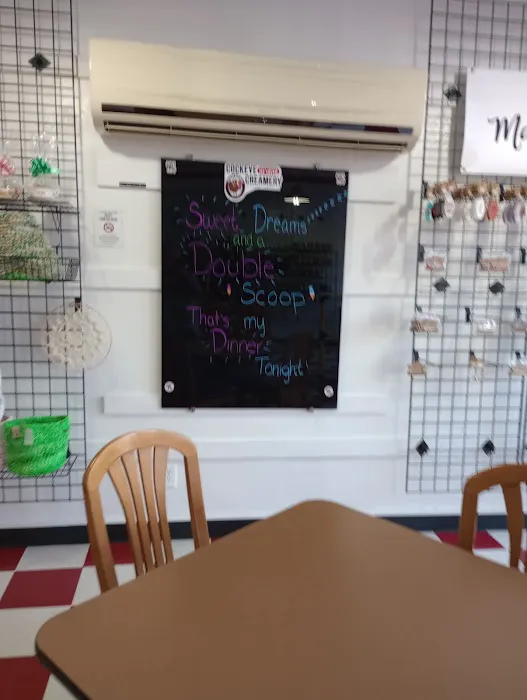 COCKEYE
CREAMERY
Sweet Dreams
and a
Double
Scoop
That's my
Dinner
Tonight!